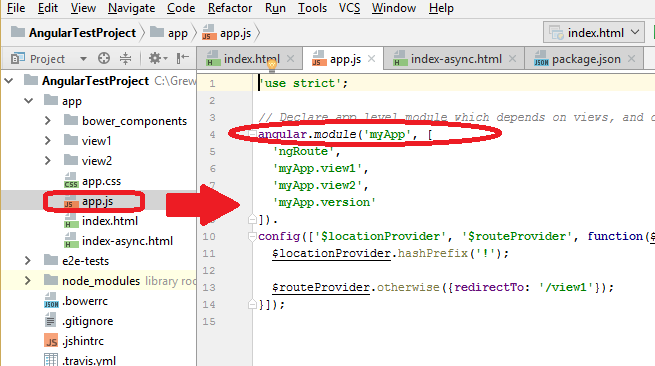 File Edit View Navigate Code Refactor Run Tools VCS Window Help
AngularTestProject app app.js index.html
Project index.html app.js index-async.html package.json
AngularTestProject C:\Grew
app
bower_components
view1
view2
app.css
app.js
index.html
index-async.html
e2e-tests
node_modules library roo
.bowerrc
.gitignore
.jshintrc
.travis.yml
1 'use strict';
2
3 // Declare app level module which depends on views, and c
4 angular.module('myApp', [
5 'ngRoute',
6 'myApp.view1',
7 'myApp.view2',
8 'myApp.version'
9 ]).
10 config(['$locationProvider', '$routeProvider', function($
11 $locationProvider.hashPrefix('!');
12
13 $routeProvider.otherwise({redirectTo: '/view1'});
14 }]);
15